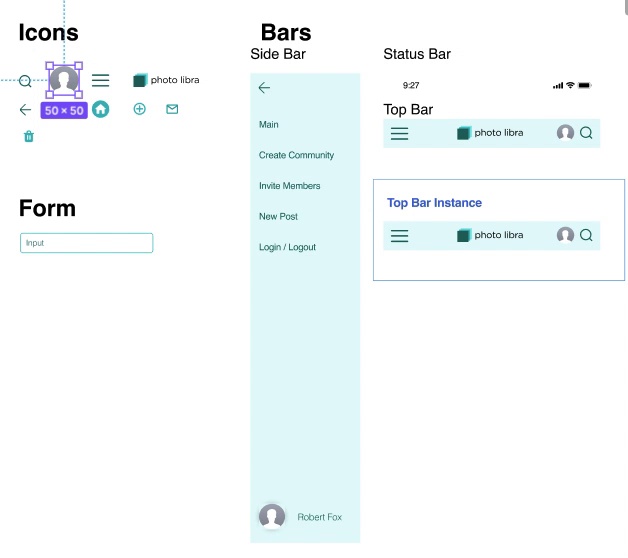 Icons
photo libra
50 × 50
Form
Input
Bars
Side Bar
Main
Create Community
Invite Members
New Post
Login / Logout
Robert Fox
Status Bar
9:27
Top Bar
photo libra
Top Bar Instance
photo libra